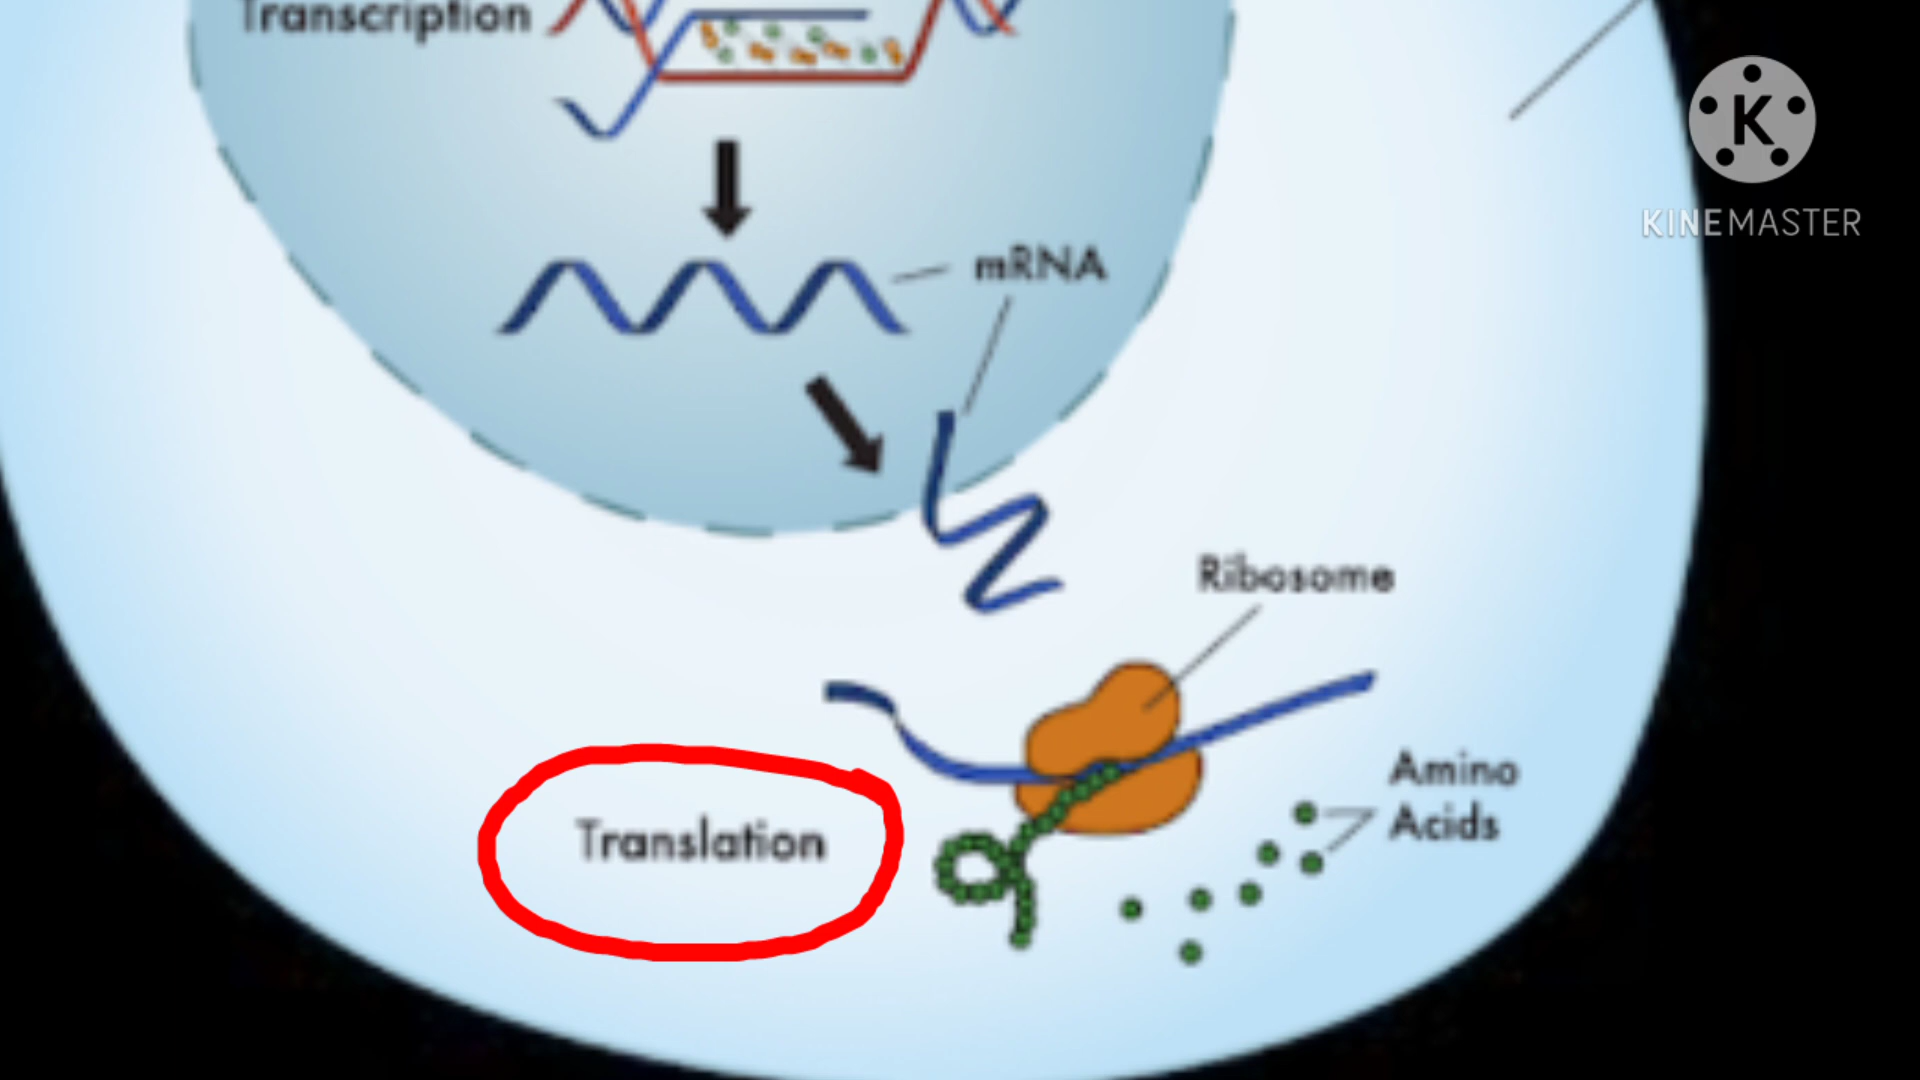 Transcription
K
KINEMASTER
mRNA
Ribosome
Amino
Acids
Translation